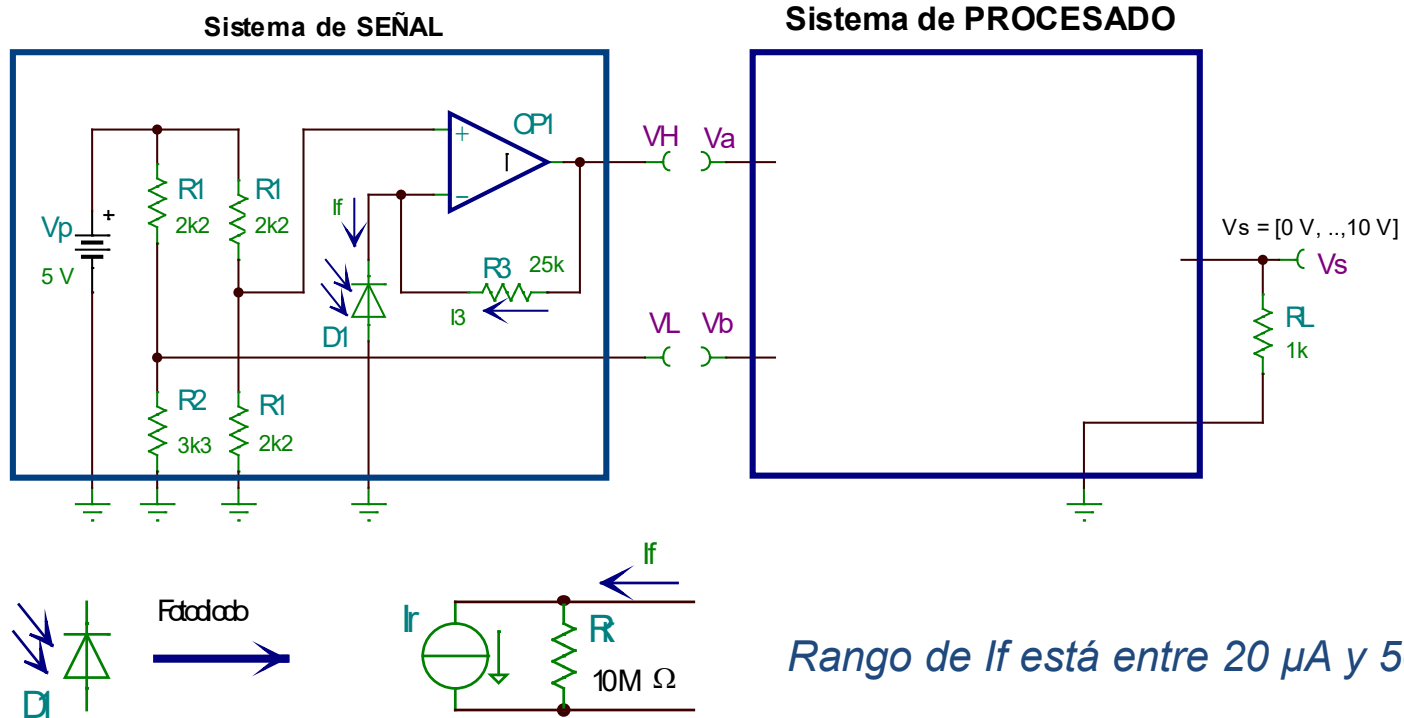 Sistema de SEÑAL
Sistema de PROCESADO
OP1
VH
Va
R1
2k2
R1
2k2
If
Vp
+
5 V
R3
25k
I3
D1
Vs = [0 V, ..,10 V]
Vs
VL
Vb
RL
1k
R2
3k3
R1
2k2
If
Fotodiodo
Ir
Rk
10M Ω
D1
Rango de If está entre 20 µA y 5